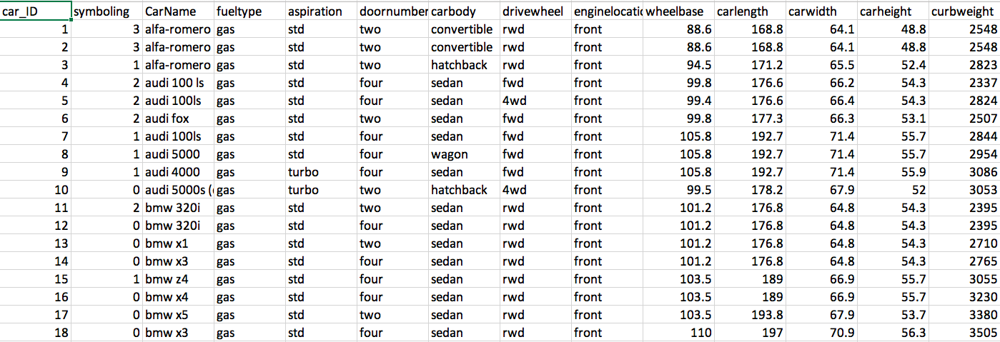 car_ID symboling CarName fueltype aspiration doornumber carbody drivewheel enginelocatio wheelbase carlength carwidth carheight curbweight
1 3 alfa-romero gas std two convertible rwd front 88.6 168.8 64.1 48.8 2548
2 3 alfa-romero gas std two convertible rwd front 88.6 168.8 64.1 48.8 2548
3 1 alfa-romero gas std two hatchback rwd front 94.5 171.2 65.5 52.4 2823
4 2 audi 100 ls gas std four sedan fwd front 99.8 176.6 66.2 54.3 2337
5 2 audi 100ls gas std four sedan 4wd front 99.4 176.6 66.4 54.3 2824
6 2 audi fox gas std two sedan fwd front 99.8 177.3 66.3 53.1 2507
7 1 audi 100ls gas std four sedan fwd front 105.8 192.7 71.4 55.7 2844
8 1 audi 5000 gas std four wagon fwd front 105.8 192.7 71.4 55.7 2954
9 1 audi 4000 gas turbo four sedan fwd front 105.8 192.7 71.4 55.9 3086
10 0 audi 5000s ( gas turbo two hatchback 4wd front 99.5 178.2 67.9 52 3053
11 2 bmw 320i gas std two sedan rwd front 101.2 176.8 64.8 54.3 2395
12 0 bmw 320i gas std four sedan rwd front 101.2 176.8 64.8 54.3 2395
13 0 bmw x1 gas std two sedan rwd front 101.2 176.8 64.8 54.3 2710
14 0 bmw x3 gas std four sedan rwd front 101.2 176.8 64.8 54.3 2765
15 1 bmw z4 gas std four sedan rwd front 103.5 189 66.9 55.7 3055
16 0 bmw x4 gas std four sedan rwd front 103.5 189 66.9 55.7 3230
17 0 bmw x5 gas std two sedan rwd front 103.5 193.8 67.9 53.7 3380
18 0 bmw x3 gas std four sedan rwd front 110 197 70.9 56.3 3505